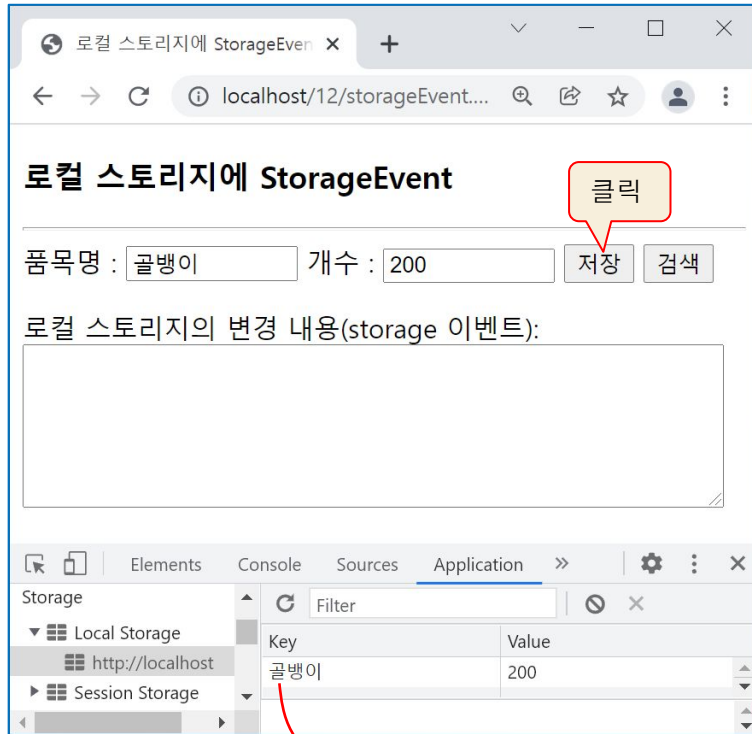 로컬 스토리지에 StorageEven
localhost/12/storageEvent....
로컬 스토리지에 StorageEvent
클릭
품목명 : 골뱅이 개수 : 200 저장 검색
로컬 스토리지의 변경 내용(storage 이벤트):
Elements Console Sources Application
Storage
Filter
Local Storage
Key Value
http://localhost
골뱅이 200
Session Storage